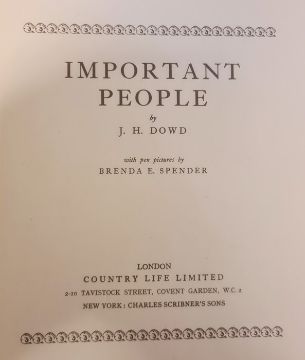 IMPORTANT
PEOPLE
by
J. H. DOWD
with pen pictures by
BRENDA E. SPENDER
LONDON
COUNTRY LIFE LIMITED
2-10 TAVISTOCK STREET, COVENT GARDEN, W.C. 2
NEW YORK: CHARLES SCRIBNER'S SONS